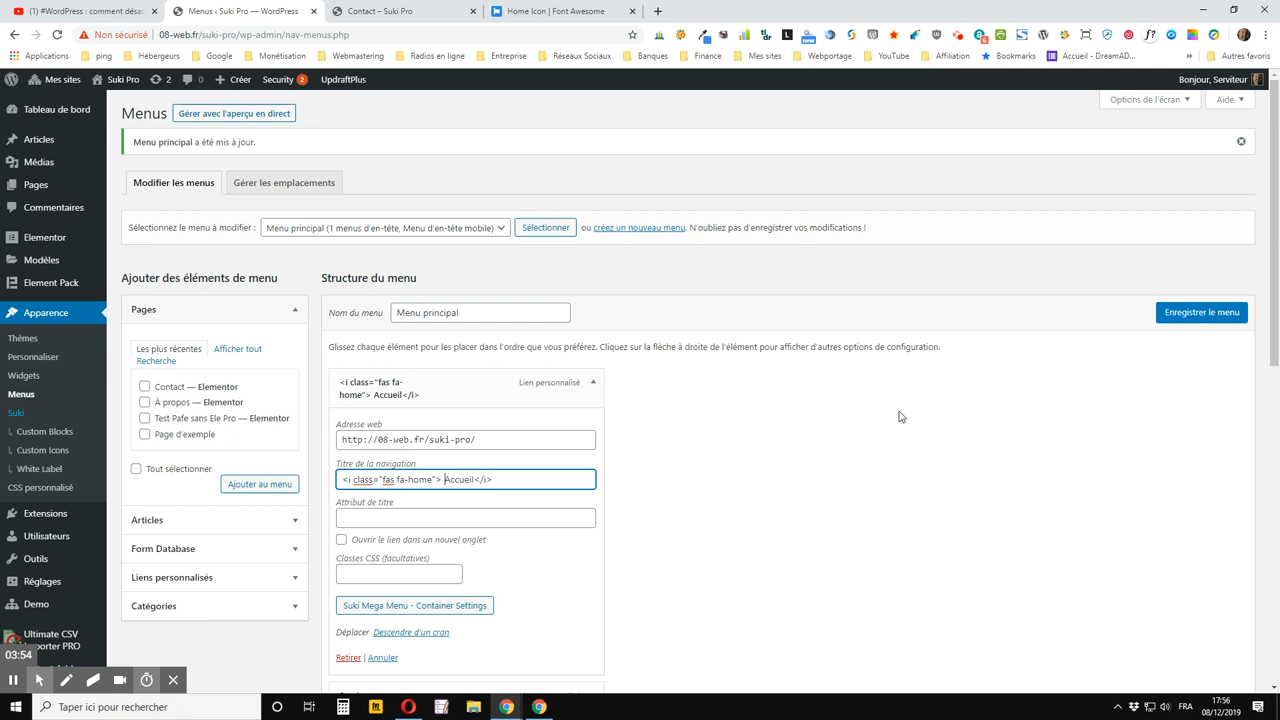 (1) #WordPress : comment désac
Menus ‹ Suki Pro — WordPress
Contact – Suki Pro
Home Icon | Font Awesome
Non sécurisé
08-web.fr/suki-pro/wp-admin/nav-menus.php
Applications
ping
Hébergeurs
Google
Monétisation
Webmastering
Radios en ligne
Entreprise
Réseaux Sociaux
Banques
Finance
Mes sites
Webportage
YouTube
Affiliation
Bookmarks
Accueil - DreamAD...
»
Autres favoris
Mes sites
Suki Pro
2
0
Créer
Security 2
UpdraftPlus
Bonjour, Serviteur
Tableau de bord
Articles
Médias
Pages
Commentaires
Elementor
Modèles
Element Pack
Apparence
Thèmes
Personnaliser
Widgets
Menus
Suki
Custom Blocks
Custom Icons
White Label
CSS personnalisé
Extensions
Utilisateurs
Outils
Réglages
Demo
Ultimate CSV
Importer PRO
03:54
Options de l'écran
Aide
Menus
Gérer avec l'aperçu en direct
Menu principal a été mis à jour.
Modifier les menus
Gérer les emplacements
Sélectionnez le menu à modifier :
Menu principal (1 menus d'en-tête, Menu d'en-tête mobile)
Sélectionner
ou créez un nouveau menu. N'oubliez pas d'enregistrer vos modifications !
Ajouter des éléments de menu
Pages
Les plus récentes
Afficher tout
Recherche
Contact — Elementor
À propos — Elementor
Test Pafe sans Ele Pro — Elementor
Page d'exemple
Tout sélectionner
Ajouter au menu
Articles
Form Database
Liens personnalisés
Catégories
Structure du menu
Nom du menu
Menu principal
Enregistrer le menu
Glissez chaque élément pour les placer dans l'ordre que vous préférez. Cliquez sur la flèche à droite de l'élément pour afficher d'autres options de configuration.
<i class="fas fa-
home"> Accueil</i>
Lien personnalisé
Adresse web
http://08-web.fr/suki-pro/
Titre de la navigation
<i class="fas fa-home"> Accueil</i>
Attribut de titre
Ouvrir le lien dans un nouvel onglet
Classes CSS (facultatives)
Suki Mega Menu - Container Settings
Déplacer
Descendre d'un cran
Retirer | Annuler
Taper ici pour rechercher
FRA
17:56
08/12/2019